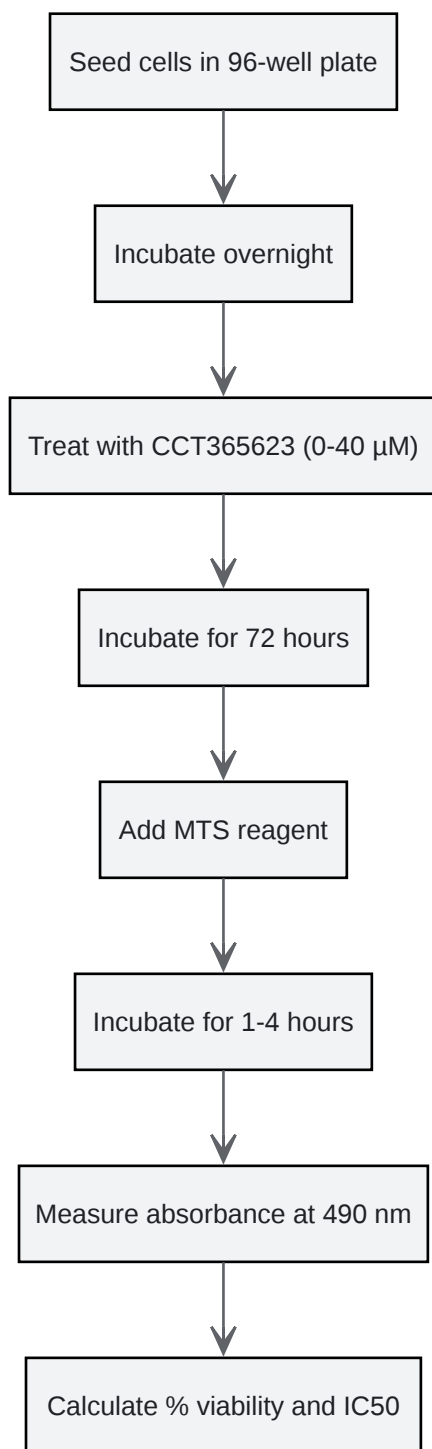 Seed cells in 96-well plate
Incubate overnight
Treat with CCT365623 (0-40 µM)
Incubate for 72 hours
Add MTS reagent
Incubate for 1-4 hours
Measure absorbance at 490 nm
Calculate % viability and IC50